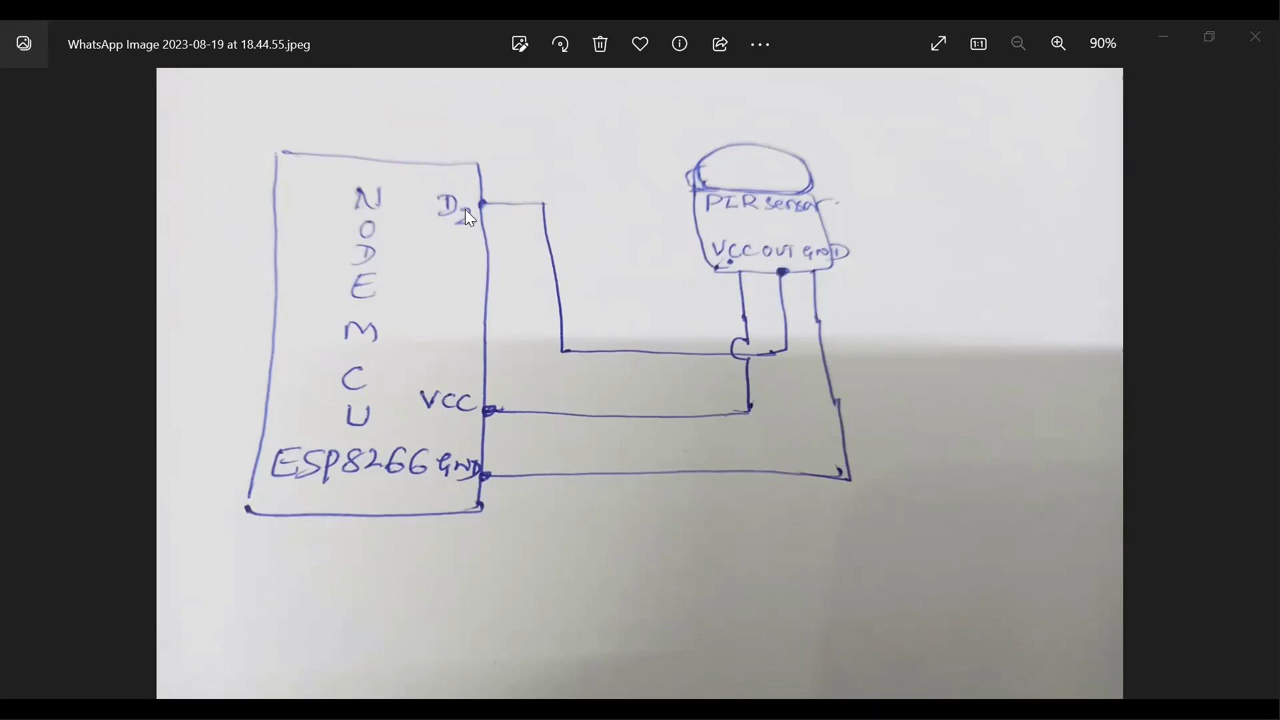 WhatsApp Image 2023-08-19 at 18.44.55.jpeg
90%
NODEMCU
D2
PIR sensor
VCC OUT GND
VCC
ESP8266 GND